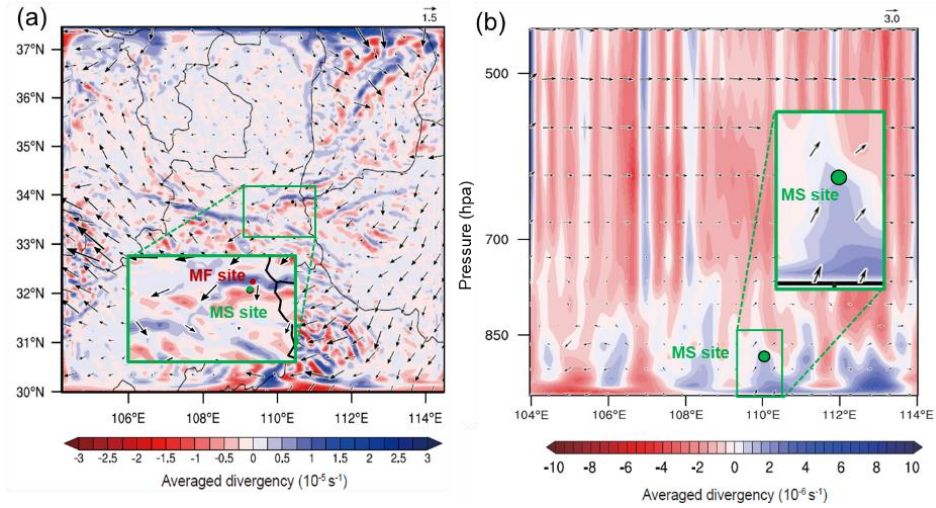 (a)
1.5
37°N
36°N
35°N
34°N
33°N
32°N
31°N
30°N
MF site
MS site
106°E 108°E 110°E 112°E 114°E
-3 -2.5 -2 -1.5 -1 -0.5 0 0.5 1 1.5 2 2.5 3
Averaged divergency (10⁻⁵ s⁻¹)
(b)
3.0
Pressure (hpa)
500
700
850
MS site
MS site
104°E 106°E 108°E 110°E 112°E 114°E
-10 -8 -6 -4 -2 0 2 4 6 8 10
Averaged divergency (10⁻⁶ s⁻¹)